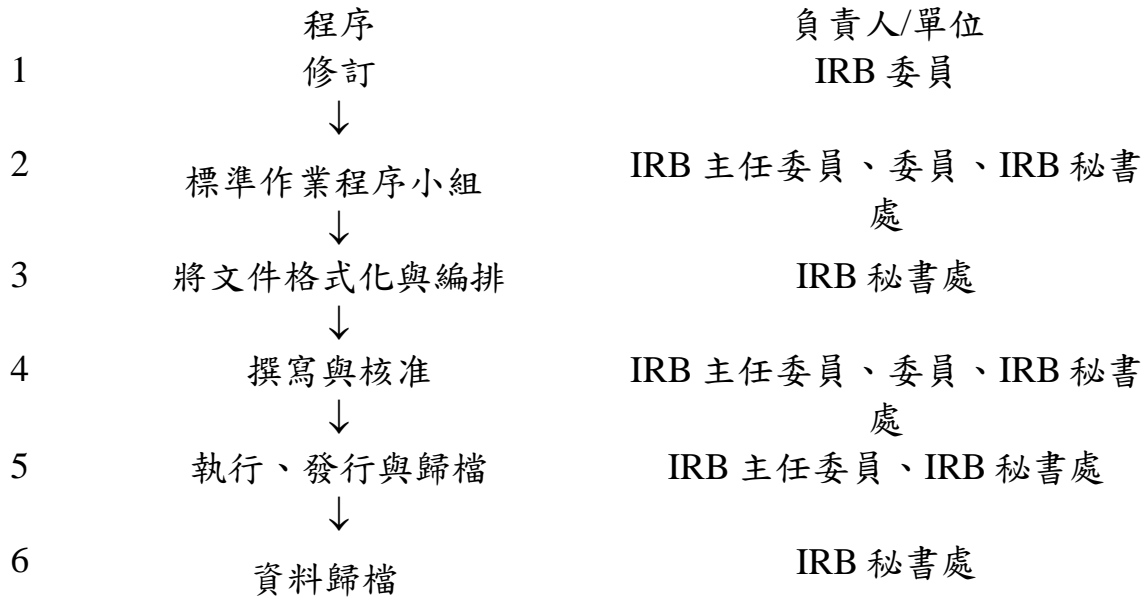 程序 負責人/單位
1 修訂 IRB 委員
↓
2 標準作業程序小組 IRB 主任委員、委員、IRB 秘書
處
↓
3 將文件格式化與編排 IRB 秘書處
↓
4 撰寫與核准 IRB 主任委員、委員、IRB 秘書
處
↓
5 執行、發行與歸檔 IRB 主任委員、IRB 秘書處
↓
6 資料歸檔 IRB 秘書處